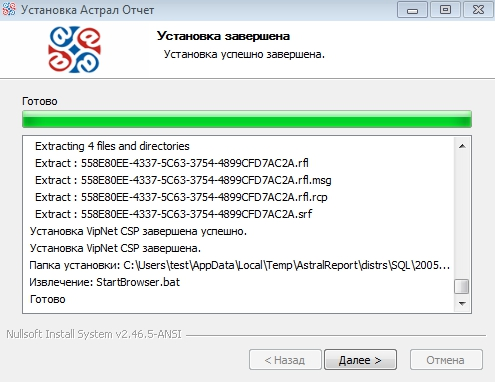 Установка Астрал Отчет
Установка завершена
Установка успешно завершена.
Готово
Extracting 4 files and directories
Extract : 558E80EE-4337-5C63-3754-4899CFD7AC2A.rfl
Extract : 558E80EE-4337-5C63-3754-4899CFD7AC2A.rfl.msg
Extract : 558E80EE-4337-5C63-3754-4899CFD7AC2A.rfl.rcp
Extract : 558E80EE-4337-5C63-3754-4899CFD7AC2A.srf
Установка VipNet CSP завершена успешно.
Установка VipNet CSP завершена.
Папка установки: C:\Users\test\AppData\Local\Temp\AstralReport\distrs\SQL\2005...
Извлечение: StartBrowser.bat
Готово
Nullsoft Install System v2.46.5-ANSI
< Назад
Далее >
Отмена